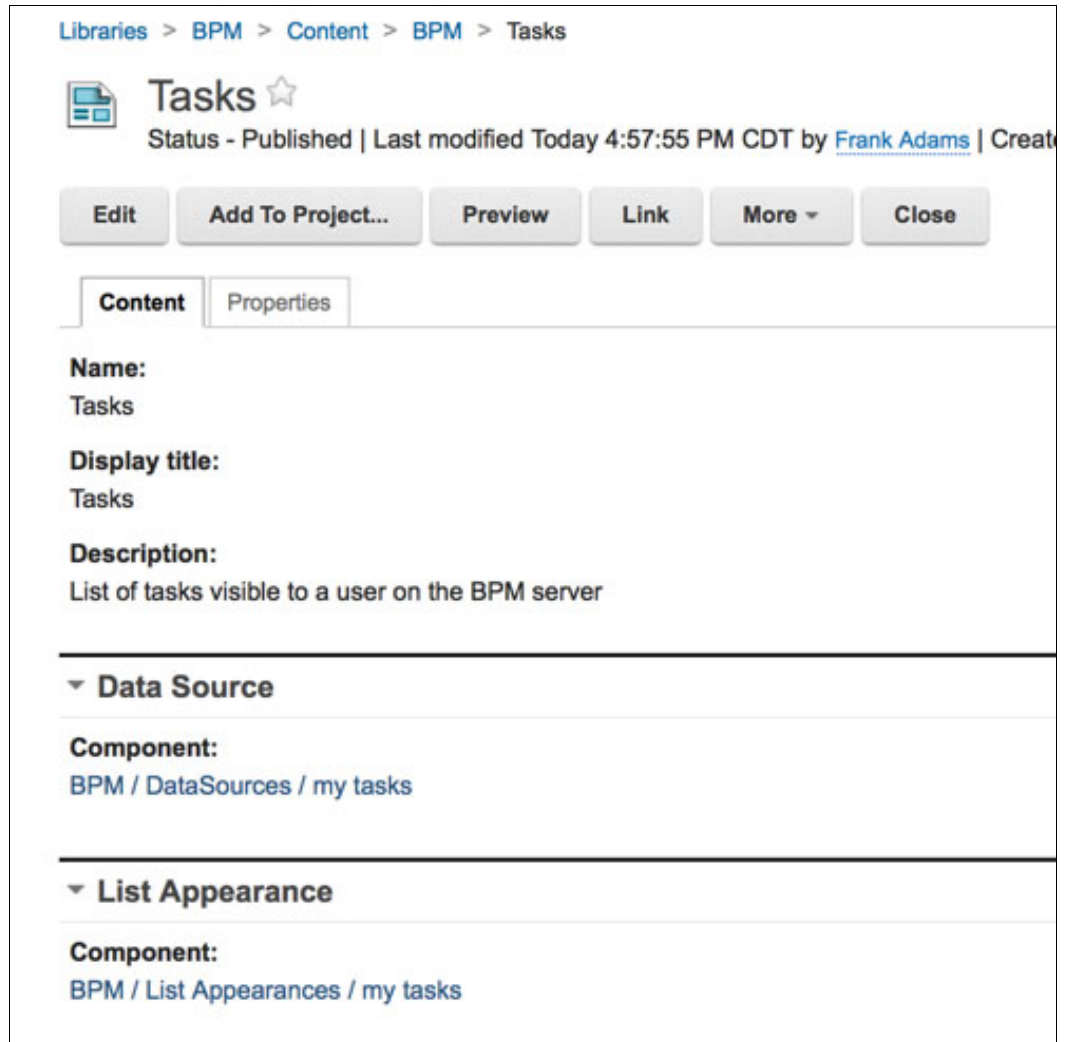 Libraries > BPM > Content > BPM > Tasks
Tasks
Status - Published | Last modified Today 4:57:55 PM CDT by Frank Adams |
Edit Add To Project... Preview Link More Close
Content Properties
Name:
Tasks
Display title:
Tasks
Description:
List of tasks visible to a user on the BPM server
Data Source
Component:
BPM / DataSources / my tasks
List Appearance
Component:
BPM / List Appearances / my tasks